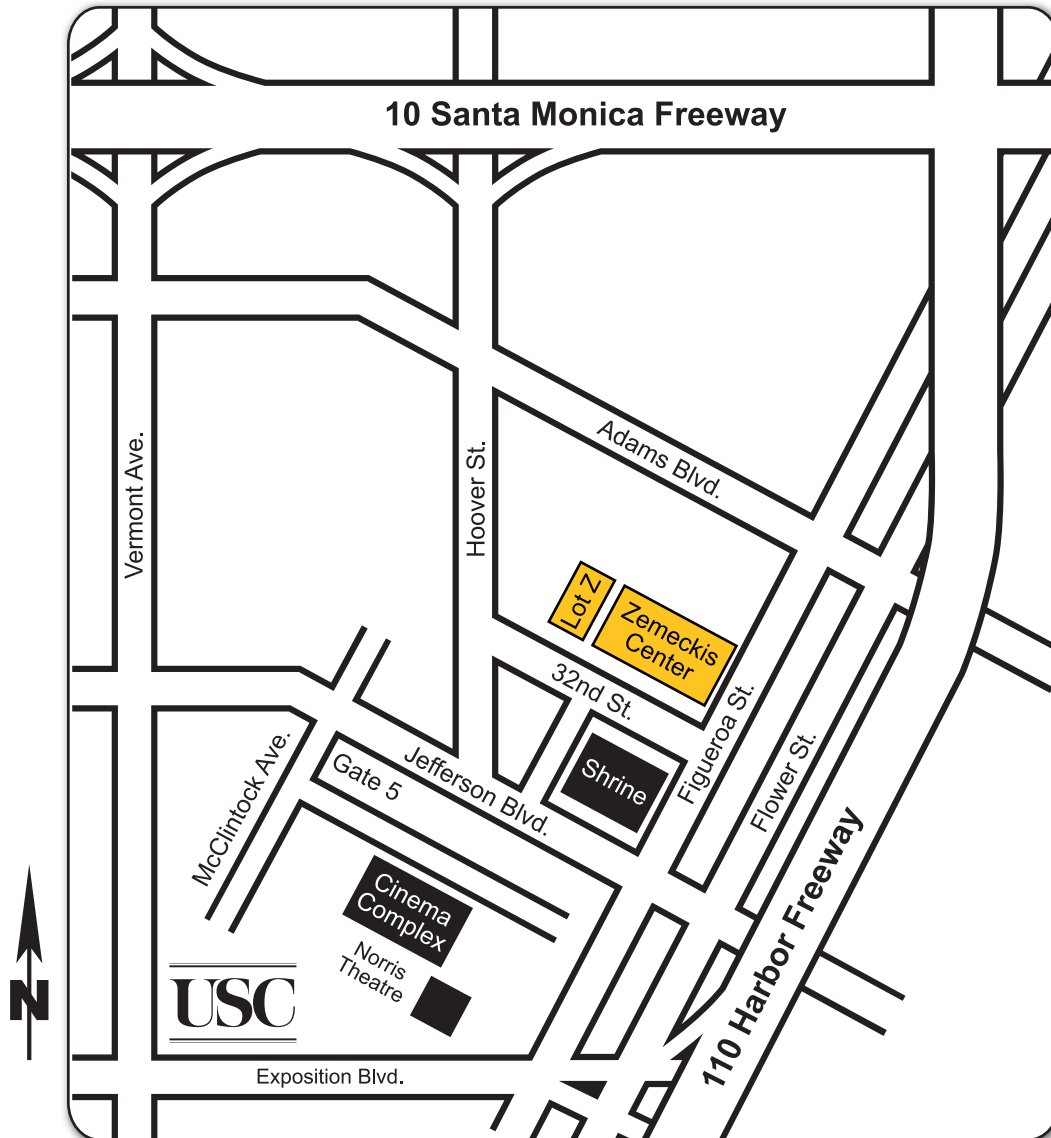 10 Santa Monica Freeway
Vermont Ave.
Hoover St.
Adams Blvd.
Lot Z
Zemeckis
Center
32nd St.
Figueroa St.
Flower St.
Shrine
Jefferson Blvd.
Gate 5
McClintock Ave.
Cinema
Complex
Norris
Theatre
110 Harbor Freeway
N
USC
Exposition Blvd.